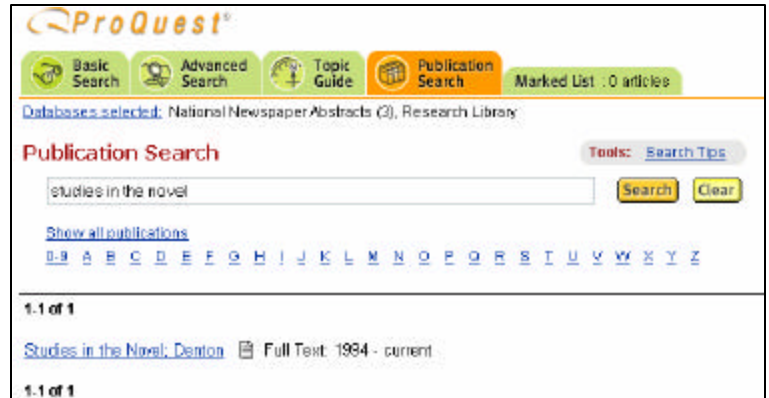 ProQuest®
Basic Search
Advanced Search
Topic Guide
Publication Search
Marked List : 0 articles
Databases selected: National Newspaper Abstracts (3), Research Library
Publication Search
Tools: Search Tips
studies in the novel
Search
Clear
Show all publications
0-9 A B C D E F G H I J K L M N O P Q R S T U V W X Y Z
1-1 of 1
Studies in the Novel; Denton Full Text: 1994 - current
1-1 of 1